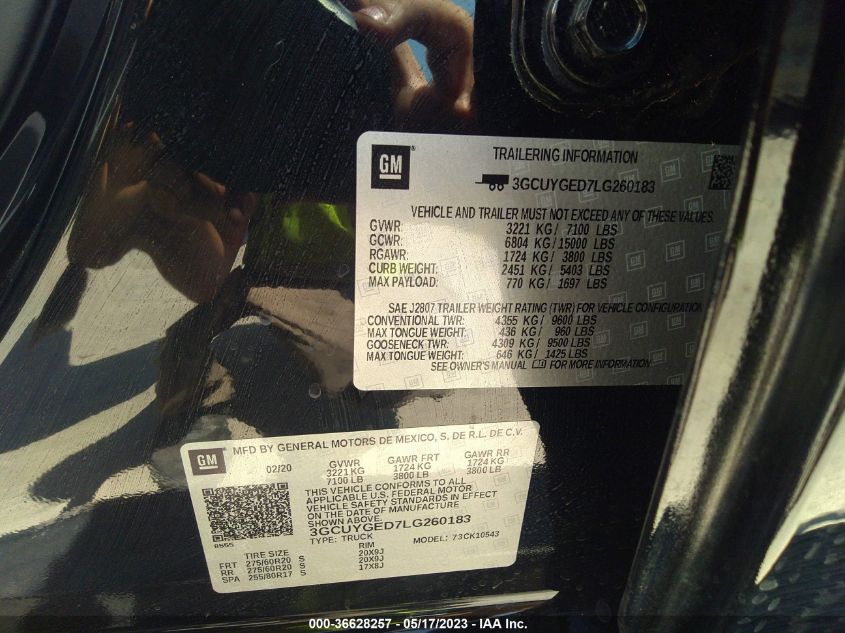 GM
TRAILERING INFORMATION
3GCUYGED7LG260183
VEHICLE AND TRAILER MUST NOT EXCEED ANY OF THESE VALUES.
GVWR: 3221 KG / 7100 LBS
GCWR: 6804 KG / 15000 LBS
RGAWR: 1724 KG / 3800 LBS
CURB WEIGHT: 2451 KG / 5403 LBS
MAX PAYLOAD: 770 KG / 1697 LBS
SAE J2807 TRAILER WEIGHT RATING (TWR) FOR VEHICLE CONFIGURATION
CONVENTIONAL TWR: 4355 KG / 9600 LBS
MAX TONGUE WEIGHT: 436 KG / 960 LBS
GOOSENECK TWR: 4309 KG / 9500 LBS
MAX TONGUE WEIGHT: 646 KG / 1425 LBS
SEE OWNER'S MANUAL FOR MORE INFORMATION
GM
MFD BY GENERAL MOTORS DE MEXICO, S. DE R.L. DE C.V.
02/20 GVWR GAWR FRT GAWR RR
3221 KG 1724 KG 1724 KG
7100 LB 3800 LB 3800 LB
THIS VEHICLE CONFORMS TO ALL
APPLICABLE U.S. FEDERAL MOTOR
VEHICLE SAFETY STANDARDS IN EFFECT
ON THE DATE OF MANUFACTURE
SHOWN ABOVE.
3GCUYGED7LG260183
TYPE: TRUCK MODEL: 73CK10543
TIRE SIZE RIM
FRT 275/60R20 S 20X9J
RR 275/60R20 S 20X9J
SPA 255/80R17 S 17X8J
000-36628257 - 05/17/2023 - IAA Inc.